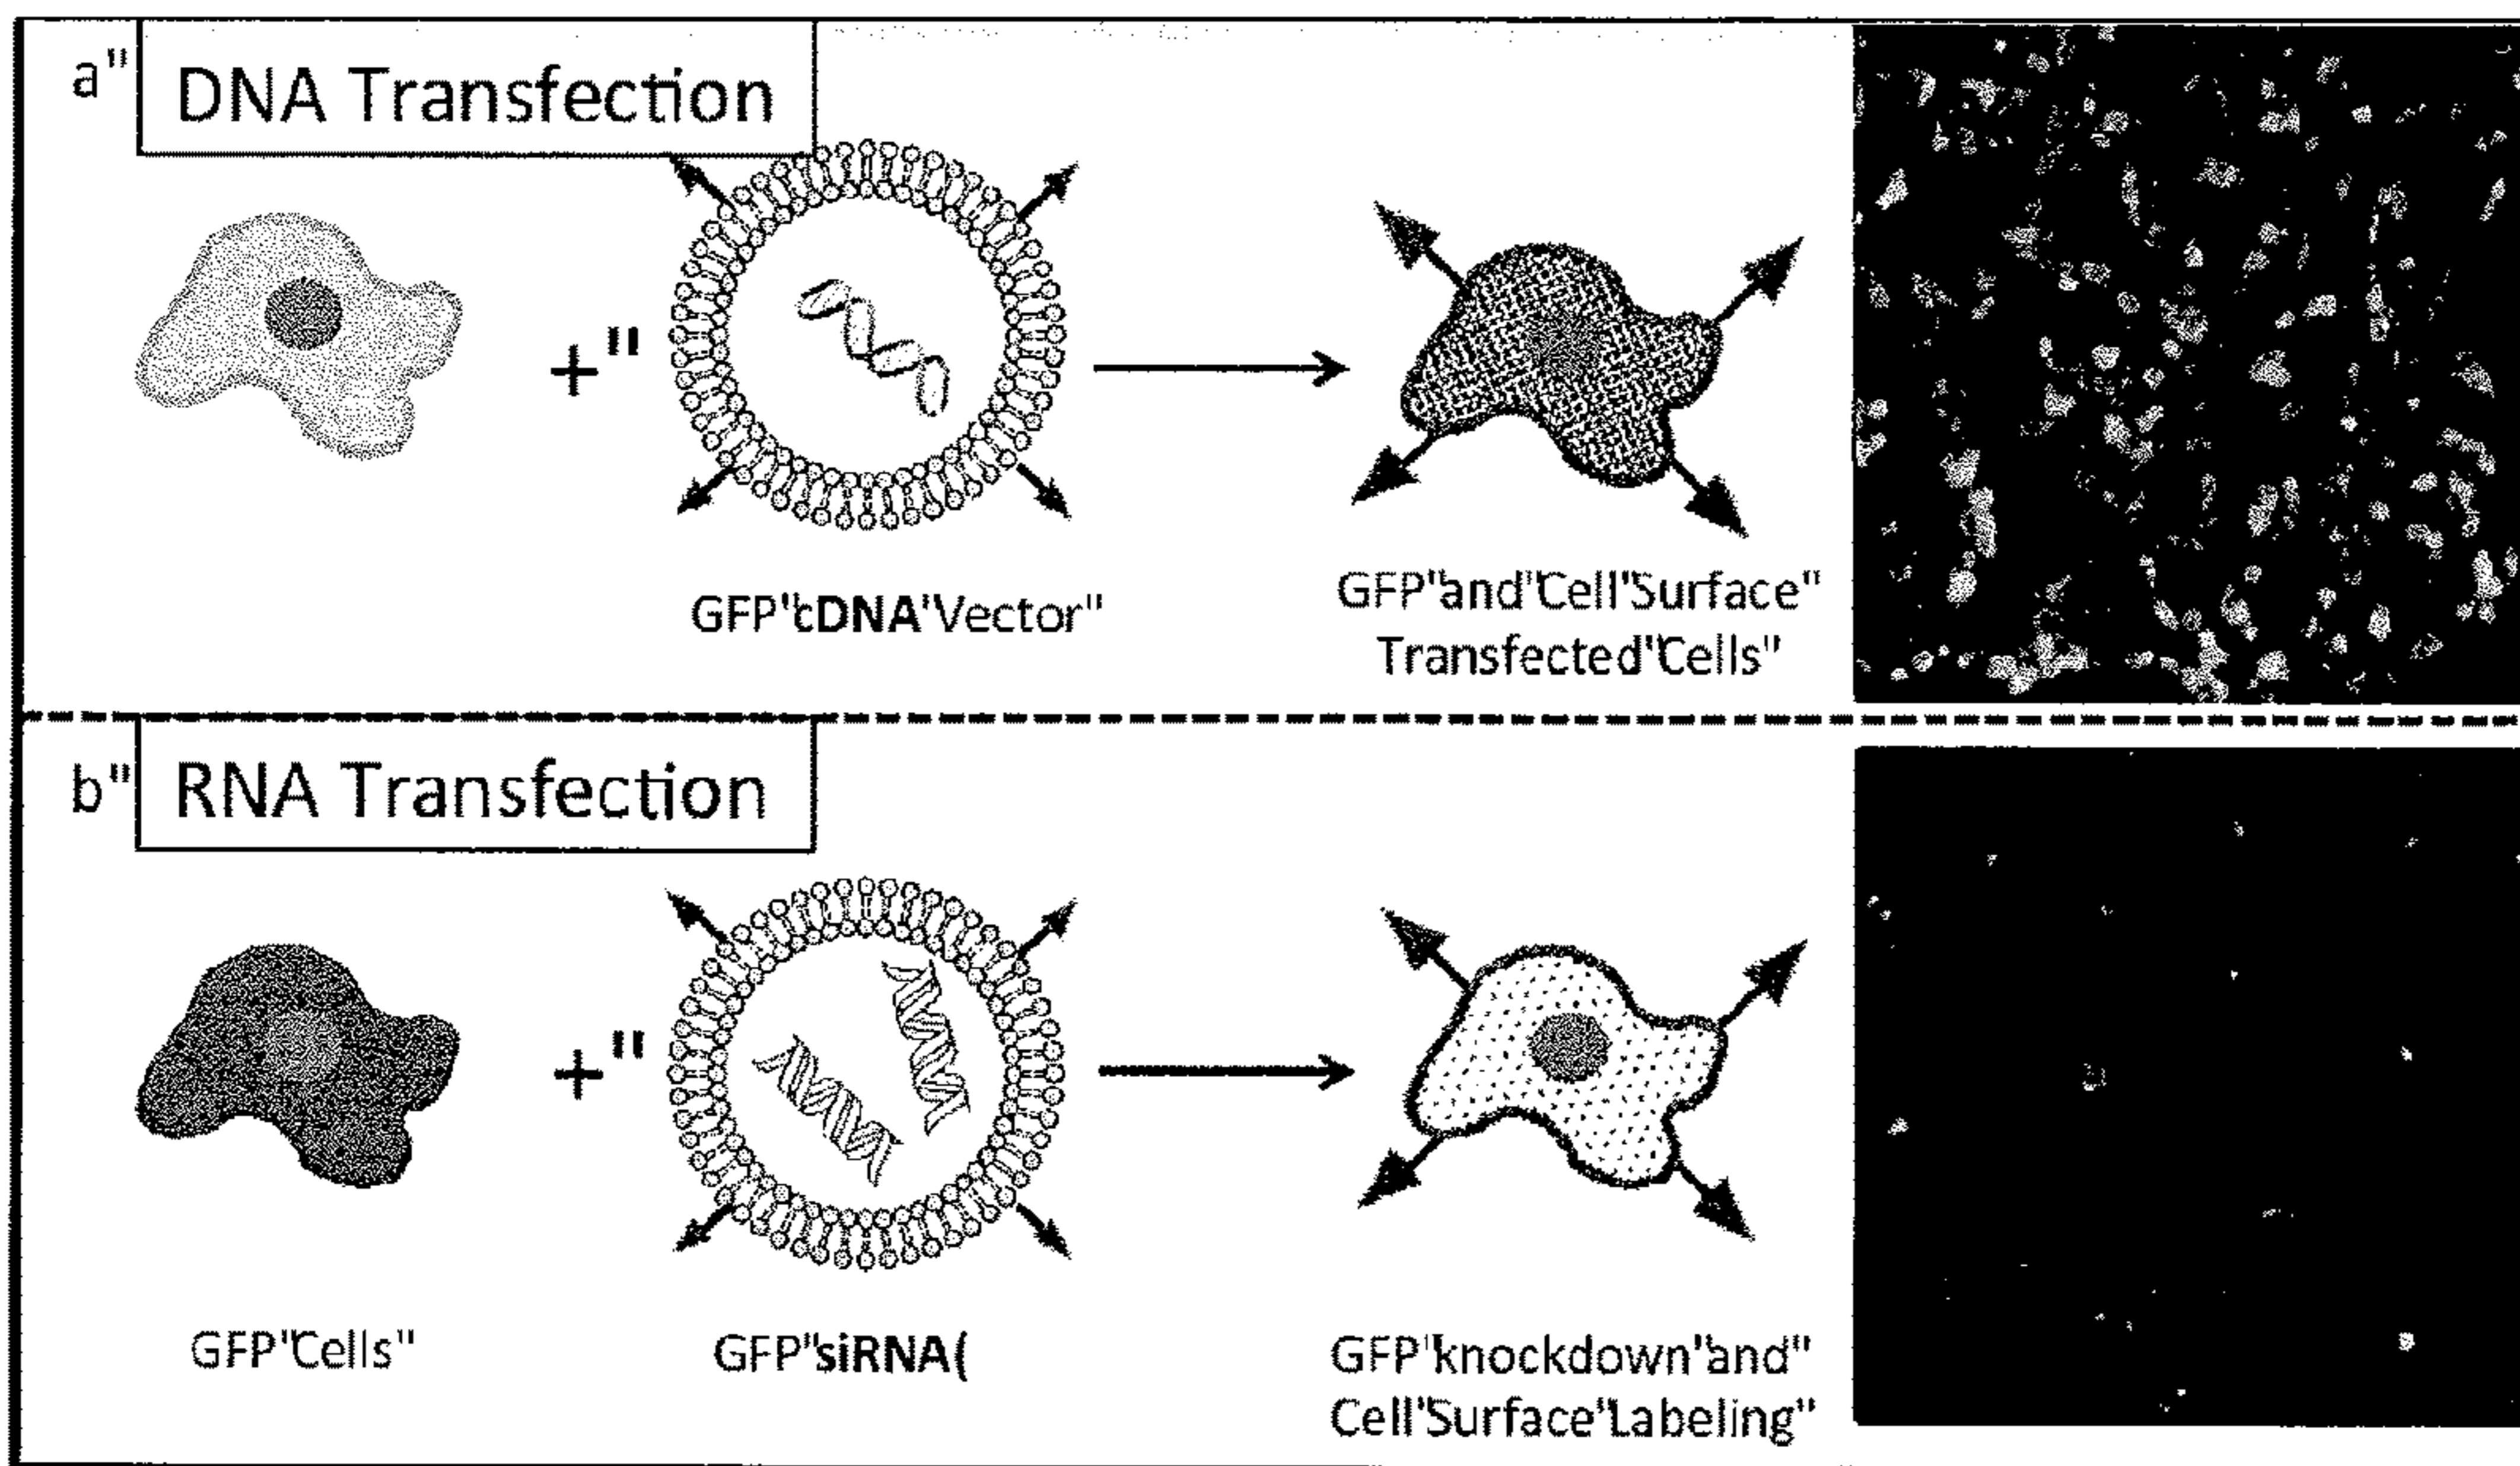 a"
DNA Transfection
+"
GFP"cDNA"Vector"
GFP"and"Cell"Surface"
Transfected"Cells"
b"
RNA Transfection
+"
GFP"Cells"
GFP"siRNA(
GFP"knockdown"and"
Cell"Surface"Labeling"